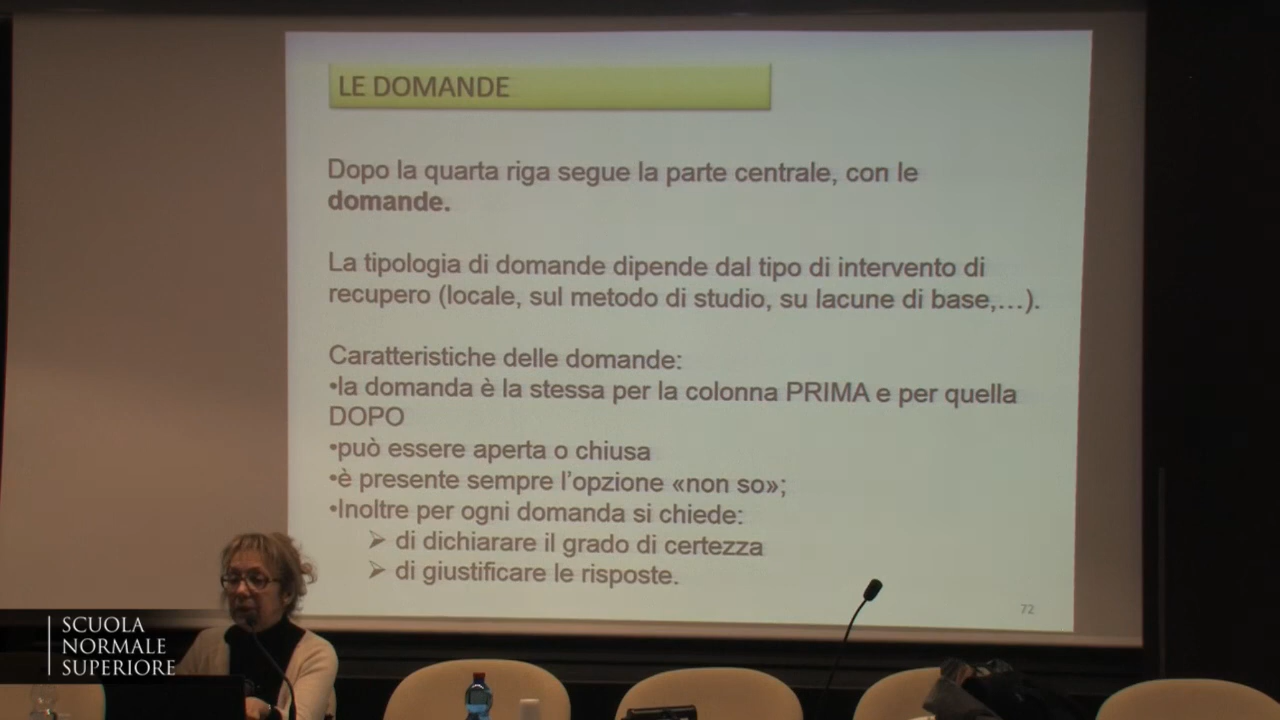 LE DOMANDE
Dopo la quarta riga segue la parte centrale, con le
domande.
La tipologia di domande dipende dal tipo di intervento di
recupero (locale, sul metodo di studio, su lacune di base,...).
Caratteristiche delle domande:
•la domanda è la stessa per la colonna PRIMA e per quella
DOPO
•può essere aperta o chiusa
•è presente sempre l'opzione «non so»;
•Inoltre per ogni domanda si chiede:
➢ di dichiarare il grado di certezza
➢ di giustificare le risposte.
72
SCUOLA
NORMALE
SUPERIORE